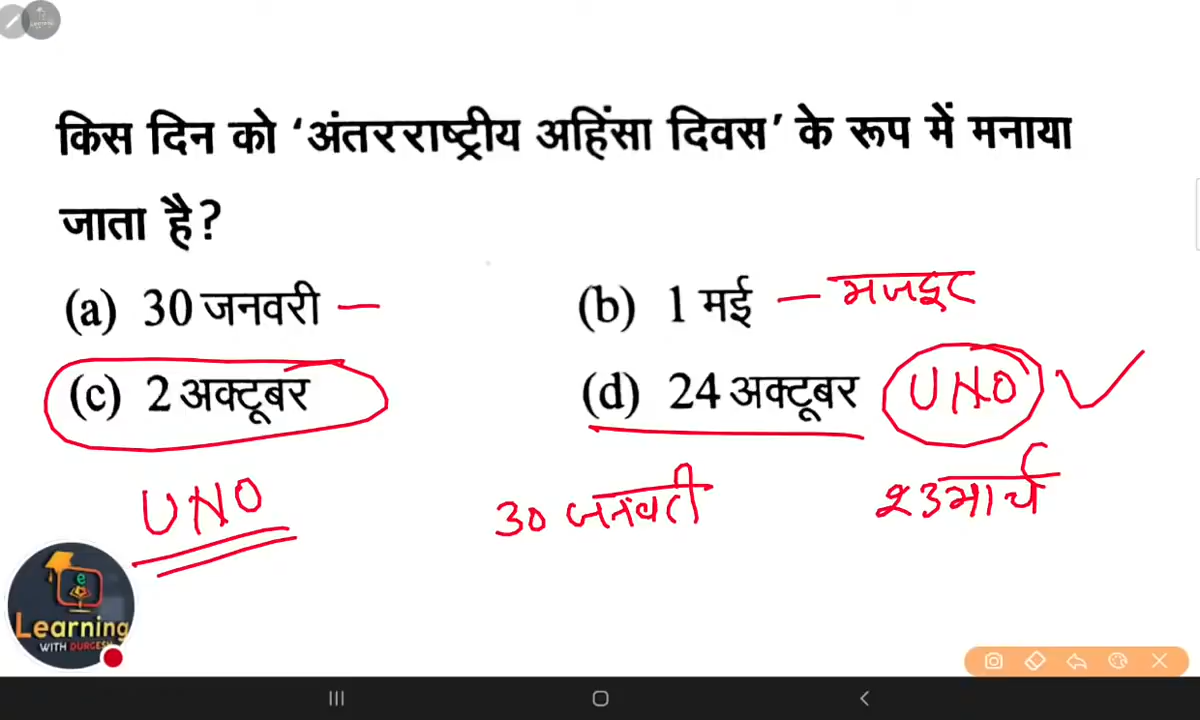 Learning
किस दिन को ‘अंतरराष्ट्रीय अहिंसा दिवस’ के रूप में मनाया
जाता है?
(a) 30 जनवरी –
(b) 1 मई – मजदूर
(c) 2 अक्टूबर
(d) 24 अक्टूबर UNO
UNO
30 जनवरी
23 मार्च
e
Learning
WITH DURGESH